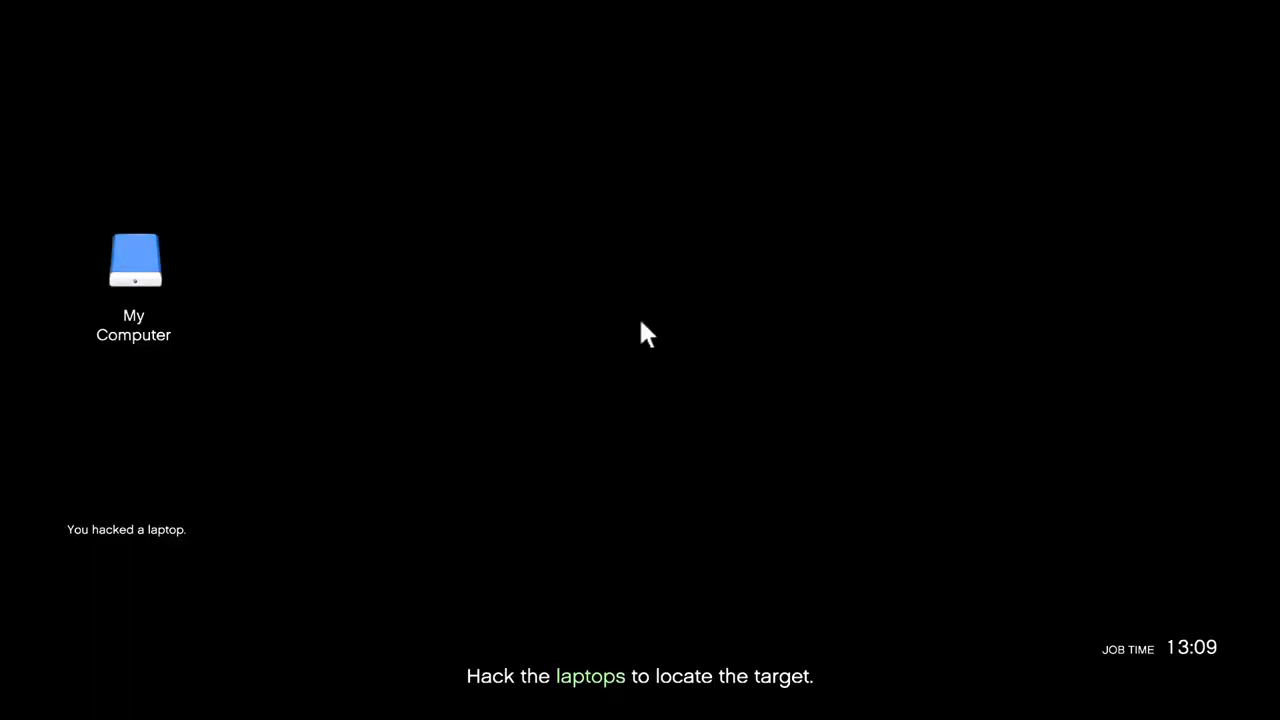 My
Computer
You hacked a laptop.
JOB TIME 13:09
Hack the laptops to locate the target.